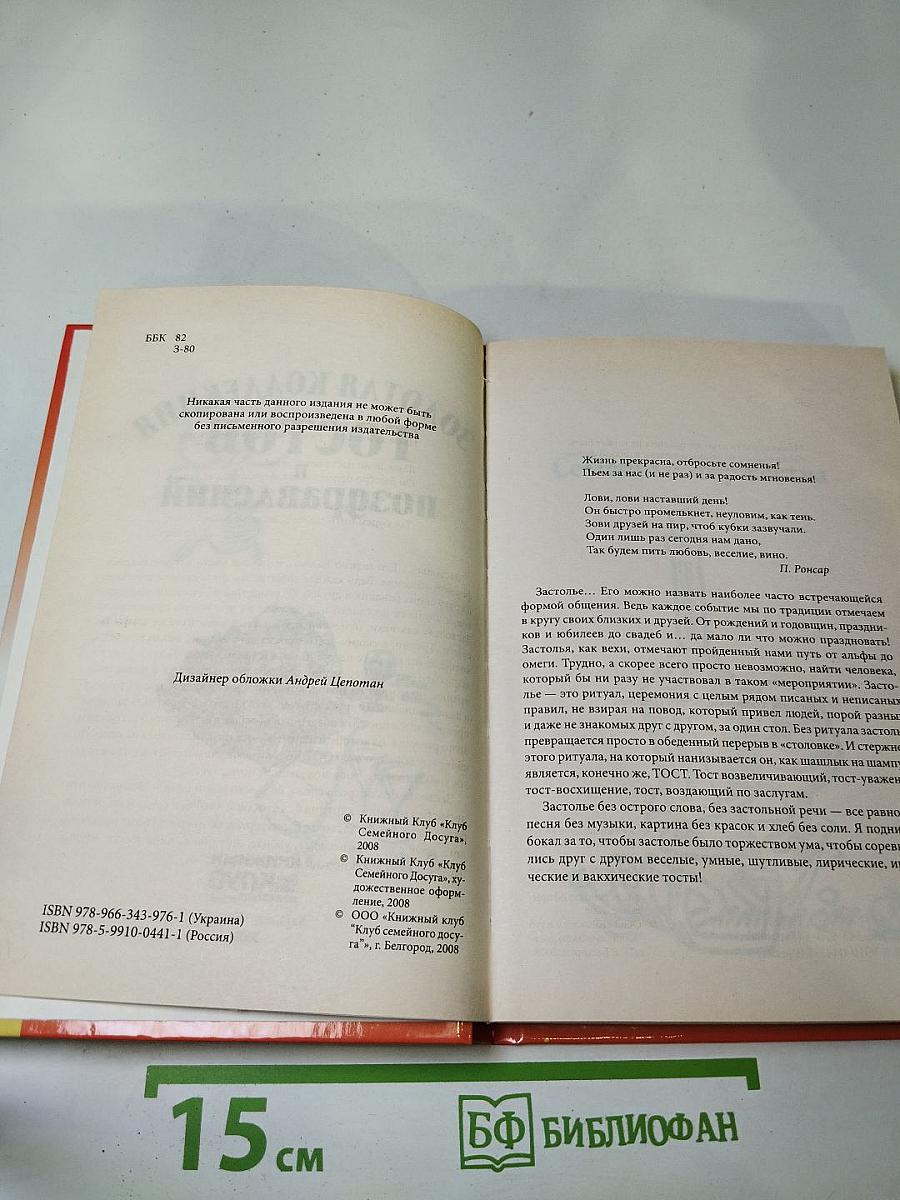 ББК 82
З-80
Никакая часть данного издания не может быть
скопирована или воспроизведена в любой форме
без письменного разрешения издательства
Дизайнер обложки Андрей Цепотан
© Книжный Клуб «Клуб
Семейного Досуга»,
2008
© Книжный Клуб «Клуб
Семейного Досуга», ху-
дожественное оформ-
ление, 2008
© ООО «Книжный клуб
“Клуб семейного досу-
га”», г. Белгород, 2008
ISBN 978-966-343-976-1 (Украина)
ISBN 978-5-9910-0441-1 (Россия)
Жизнь прекрасна, отбросьте сомненья!
Пьем за нас (и не раз) и за радость мгновенья!
Лови, лови наставший день!
Он быстро промелькнет, неуловим, как тень.
Зови друзей на пир, чтоб кубки зазвучали.
Один лишь раз сегодня нам дано,
Так будем пить любовь, веселие, вино.
П. Ронсар
Застолье… Его можно назвать наиболее часто встречающейся
формой общения. Ведь каждое событие мы по традиции отмечаем
в кругу своих близких и друзей. От рождений и годовщин, праздни-
ков и юбилеев до свадеб и… да мало ли что можно праздновать!
Застолья, как вехи, отмечают пройденный нами путь от альфы до
омеги. Трудно, а скорее всего просто невозможно, найти человека,
который бы ни разу не участвовал в таком «мероприятии». Засто-
лье — это ритуал, церемония с целым рядом писаных и неписаных
правил, не взирая на повод, который привел людей, порой разных
и даже не знакомых друг с другом, за один стол. Без ритуала застоль
превращается просто в обеденный перерыв в «столовке». И стержне
этого ритуала, на который нанизывается он, как шашлык на шампу
является, конечно же, ТОСТ. Тост возвеличивающий, тост-уважен
тост-восхищение, тост, воздающий по заслугам.
Застолье без острого слова, без застольной речи — все равно
песня без музыки, картина без красок и хлеб без соли. Я подни
бокал за то, чтобы застолье было торжеством ума, чтобы соревн
лись друг с другом веселые, умные, шутливые, лирические, и
ческие и вакхические тосты!
15 см
БФ БИБЛИОФАН